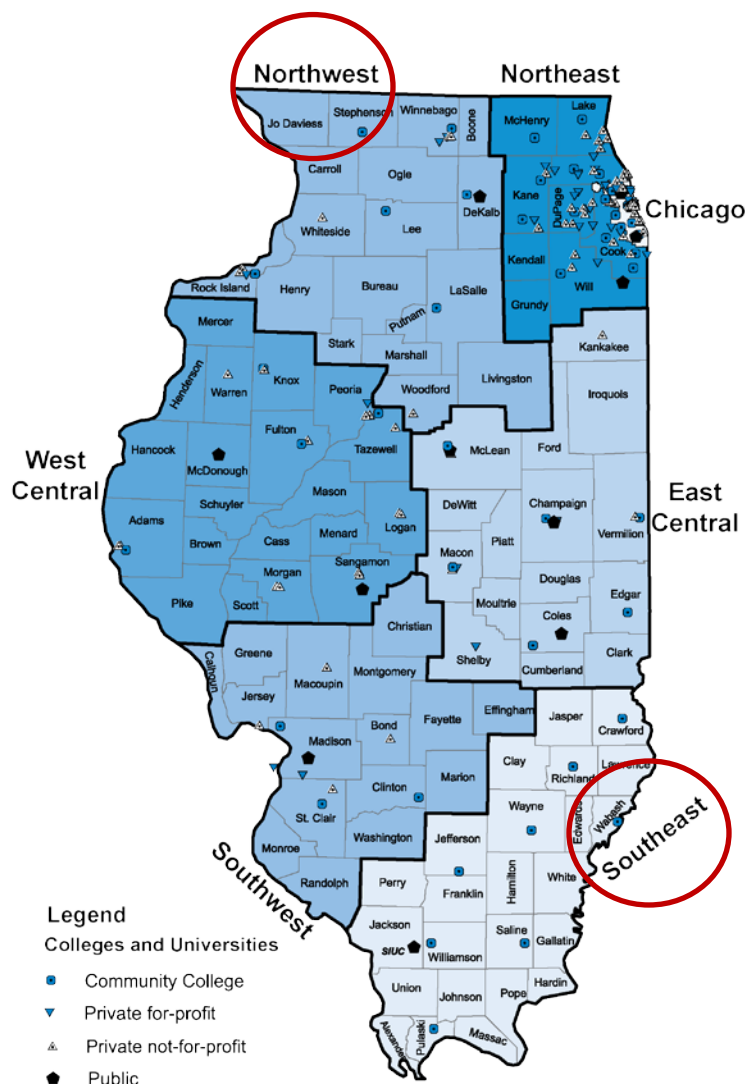 Northwest
Northeast
Jo Daviess
Stephenson
Winnebago
Boone
McHenry
Lake
Carroll
Ogle
DeKalb
Kane
DuPage
Chicago
Whiteside
Lee
Cook
Kendall
Will
Rock Island
Henry
Bureau
LaSalle
Grundy
Putnam
Mercer
Stark
Marshall
Kankakee
Henderson
Warren
Knox
Peoria
Woodford
Livingston
Iroquois
Fulton
Tazewell
West
Central
Hancock
McDonough
McLean
Ford
East
Central
Schuyler
Mason
DeWitt
Champaign
Vermilion
Adams
Brown
Cass
Menard
Logan
Piatt
Macon
Morgan
Sangamon
Douglas
Edgar
Pike
Scott
Moultrie
Coles
Christian
Shelby
Cumberland
Clark
Calhoun
Greene
Macoupin
Montgomery
Jersey
Effingham
Jasper
Crawford
Fayette
Bond
Madison
Clay
Richland
Lawrence
Clinton
Marion
Wayne
Edwards
Wabash
St. Clair
Southeast
Washington
Jefferson
Monroe
Southwest
Randolph
Perry
Franklin
Hamilton
White
Jackson
SIUC
Williamson
Saline
Gallatin
Union
Johnson
Pope
Hardin
Alexander
Pulaski
Massac
Legend
Colleges and Universities
Community College
Private for-profit
Private not-for-profit
Public